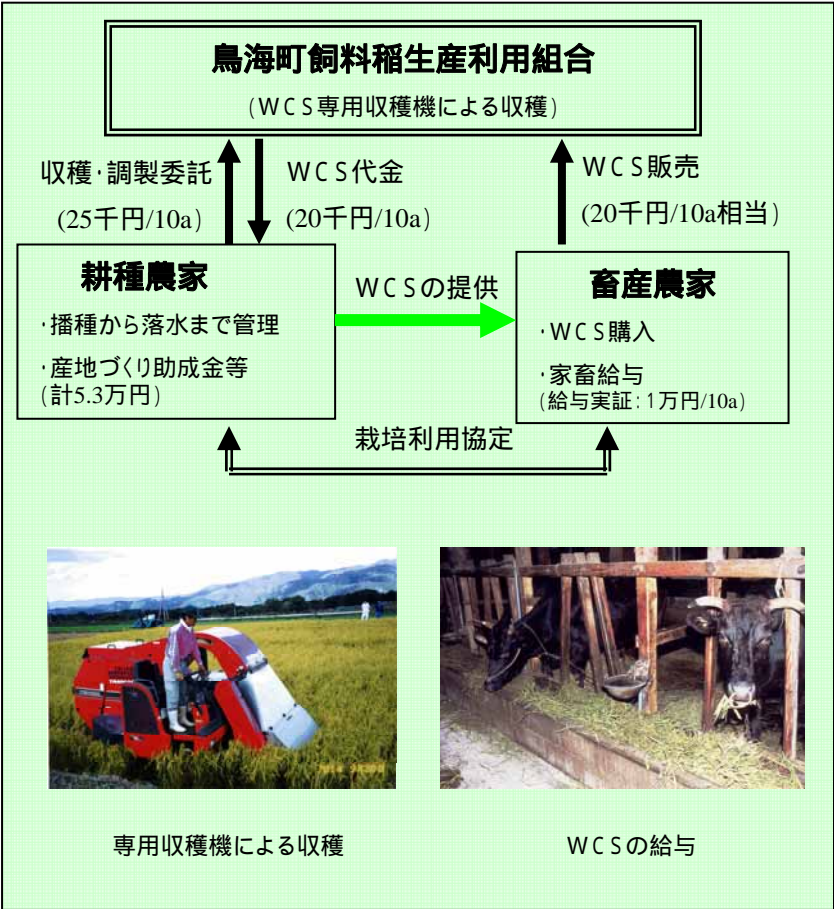 鳥海町飼料稲生産利用組合
(WCS専用収穫機による収穫)
収穫・調製委託
(25千円/10a)
WCS代金
(20千円/10a)
WCS販売
(20千円/10a相当)
耕種農家
・播種から落水まで管理
・産地づくり助成金等
(計5.3万円)
WCSの提供
畜産農家
・WCS購入
・家畜給与
(給与実証:1万円/10a)
栽培利用協定
専用収穫機による収穫
WCSの給与